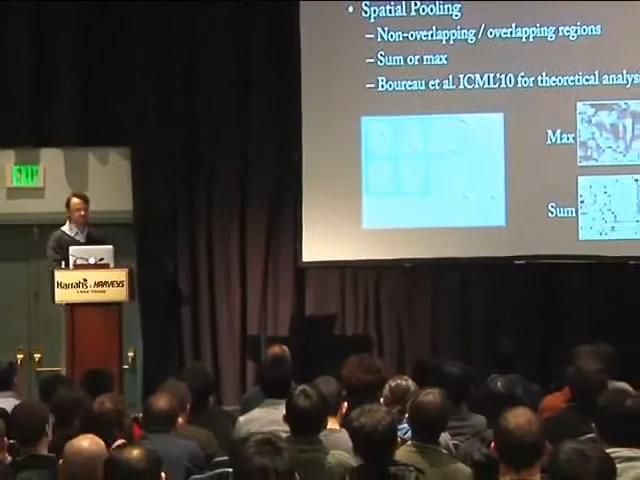 • Spatial Pooling
– Non-overlapping / overlapping regions
– Sum or max
– Boureau et al. ICML'10 for theoretical analysis
Max
Sum
EXIT
Harrah's HARVEYS
LAKE TAHOE